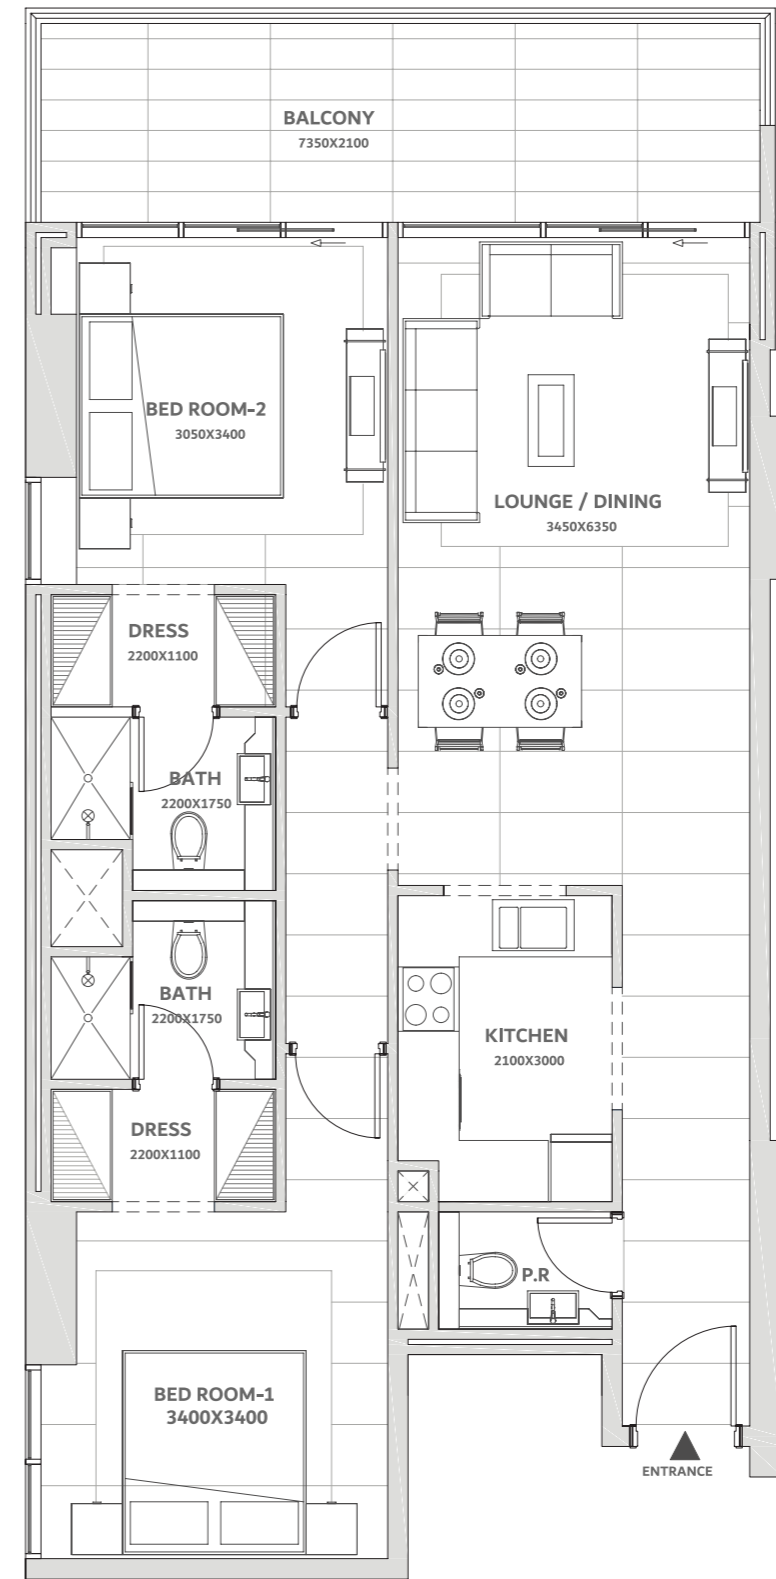 BALCONY
7350X2100
BED ROOM-2
3050X3400
LOUNGE / DINING
3450X6350
DRESS
2200X1100
BATH
2200X1750
BATH
2200X1750
KITCHEN
2100X3000
DRESS
2200X1100
P.R
BED ROOM-1
3400X3400
ENTRANCE